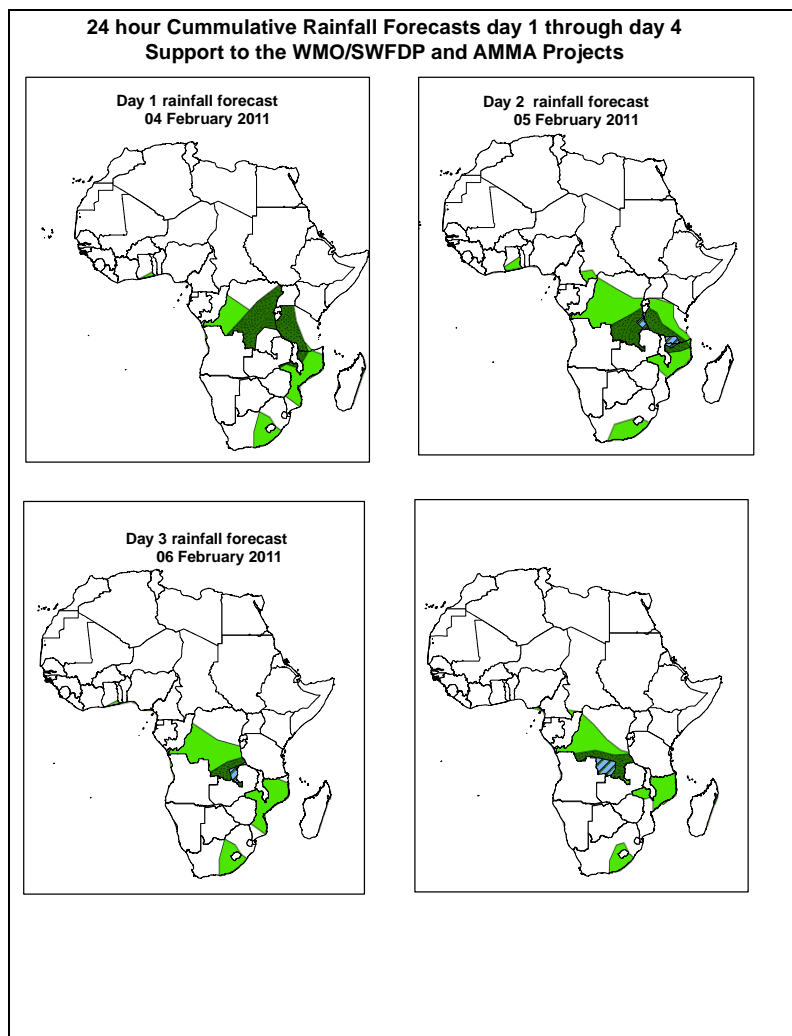 24 hour Cummulative Rainfall Forecasts day 1 through day 4
Support to the WMO/SWFDP and AMMA Projects
Day 1 rainfall forecast
04 February 2011
Day 2 rainfall forecast
05 February 2011
Day 3 rainfall forecast
06 February 2011